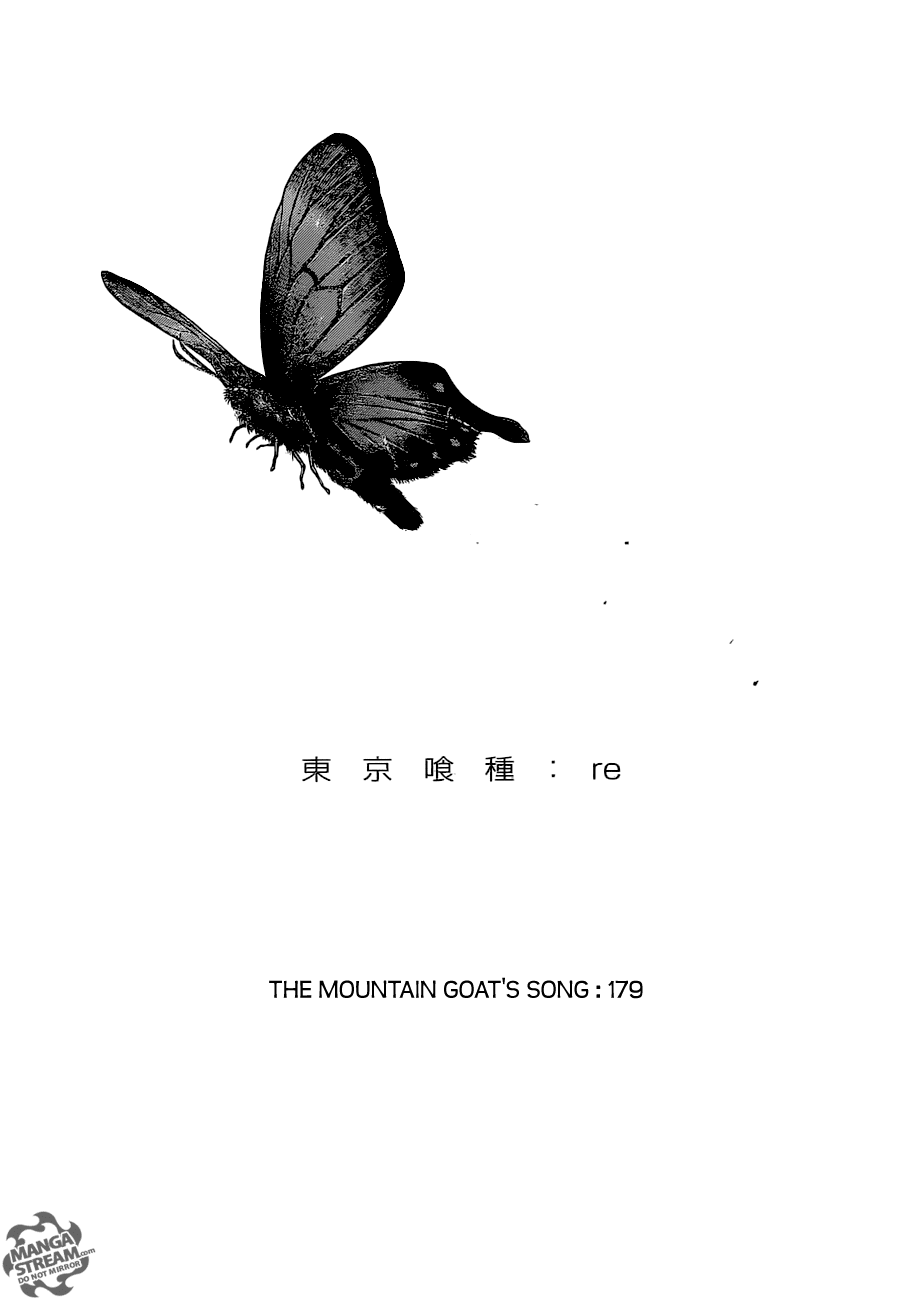 東京喰種：re
THE MOUNTAIN GOAT'S SONG : 179
MANGA
STREAM.com
DO NOT MIRROR